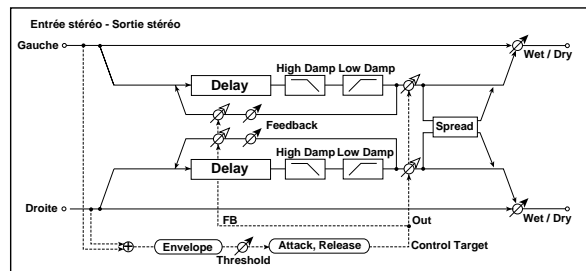 Entrée stéréo - Sortie stéréo
Gauche
Wet / Dry
High Damp Low Damp
Delay
Feedback
Spread
High Damp Low Damp
Delay
Droite
FB
Out
Wet / Dry
Envelope
Threshold
Attack, Release
Control Target